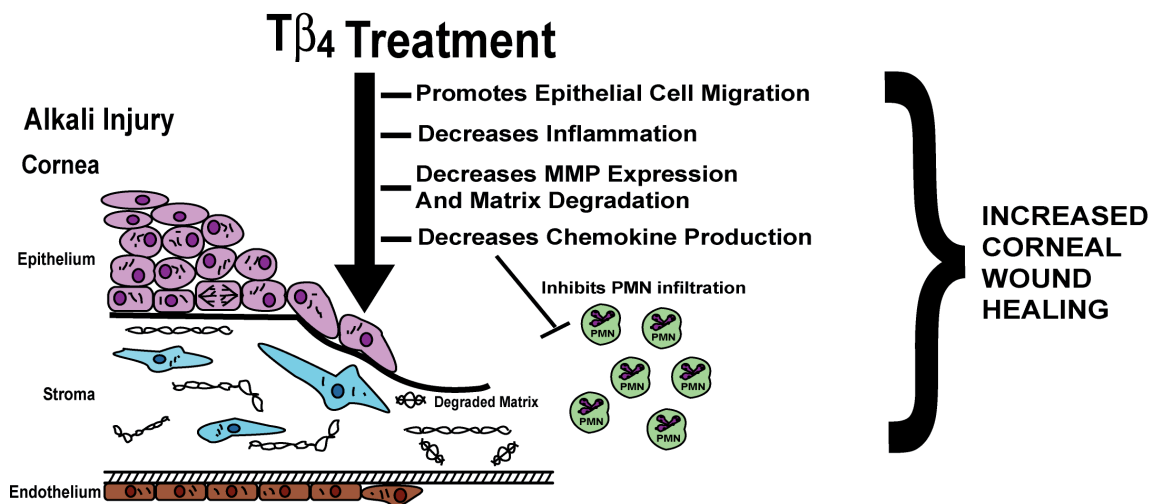 Tβ4 Treatment
Alkali Injury
Cornea
Promotes Epithelial Cell Migration
Decreases Inflammation
Decreases MMP Expression
And Matrix Degradation
Decreases Chemokine Production
Inhibits PMN infiltration
PMN
PMN
PMN
PMN
PMN
PMN
INCREASED
CORNEAL
WOUND
HEALING
Epithelium
Stroma
Degraded Matrix
Endothelium